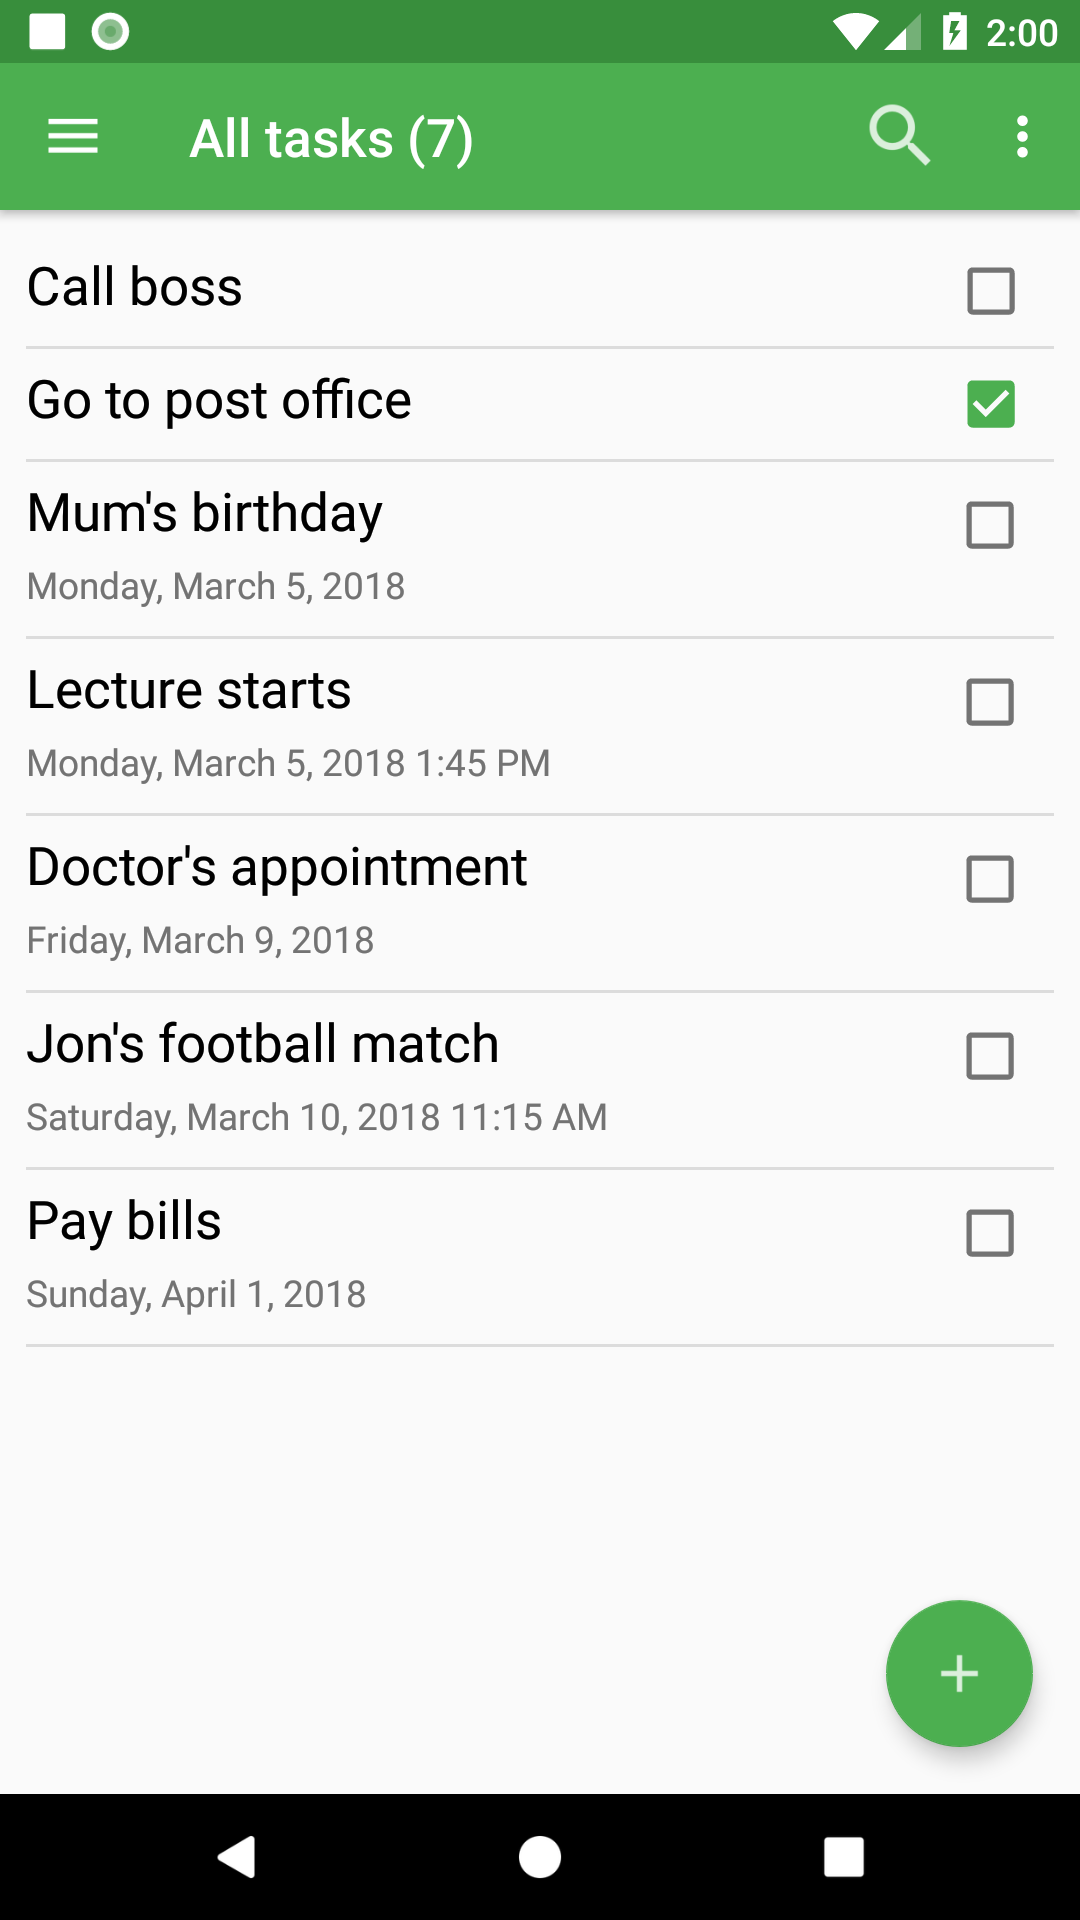 2:00
All tasks (7)
Call boss
Go to post office
Mum's birthday
Monday, March 5, 2018
Lecture starts
Monday, March 5, 2018 1:45 PM
Doctor's appointment
Friday, March 9, 2018
Jon's football match
Saturday, March 10, 2018 11:15 AM
Pay bills
Sunday, April 1, 2018